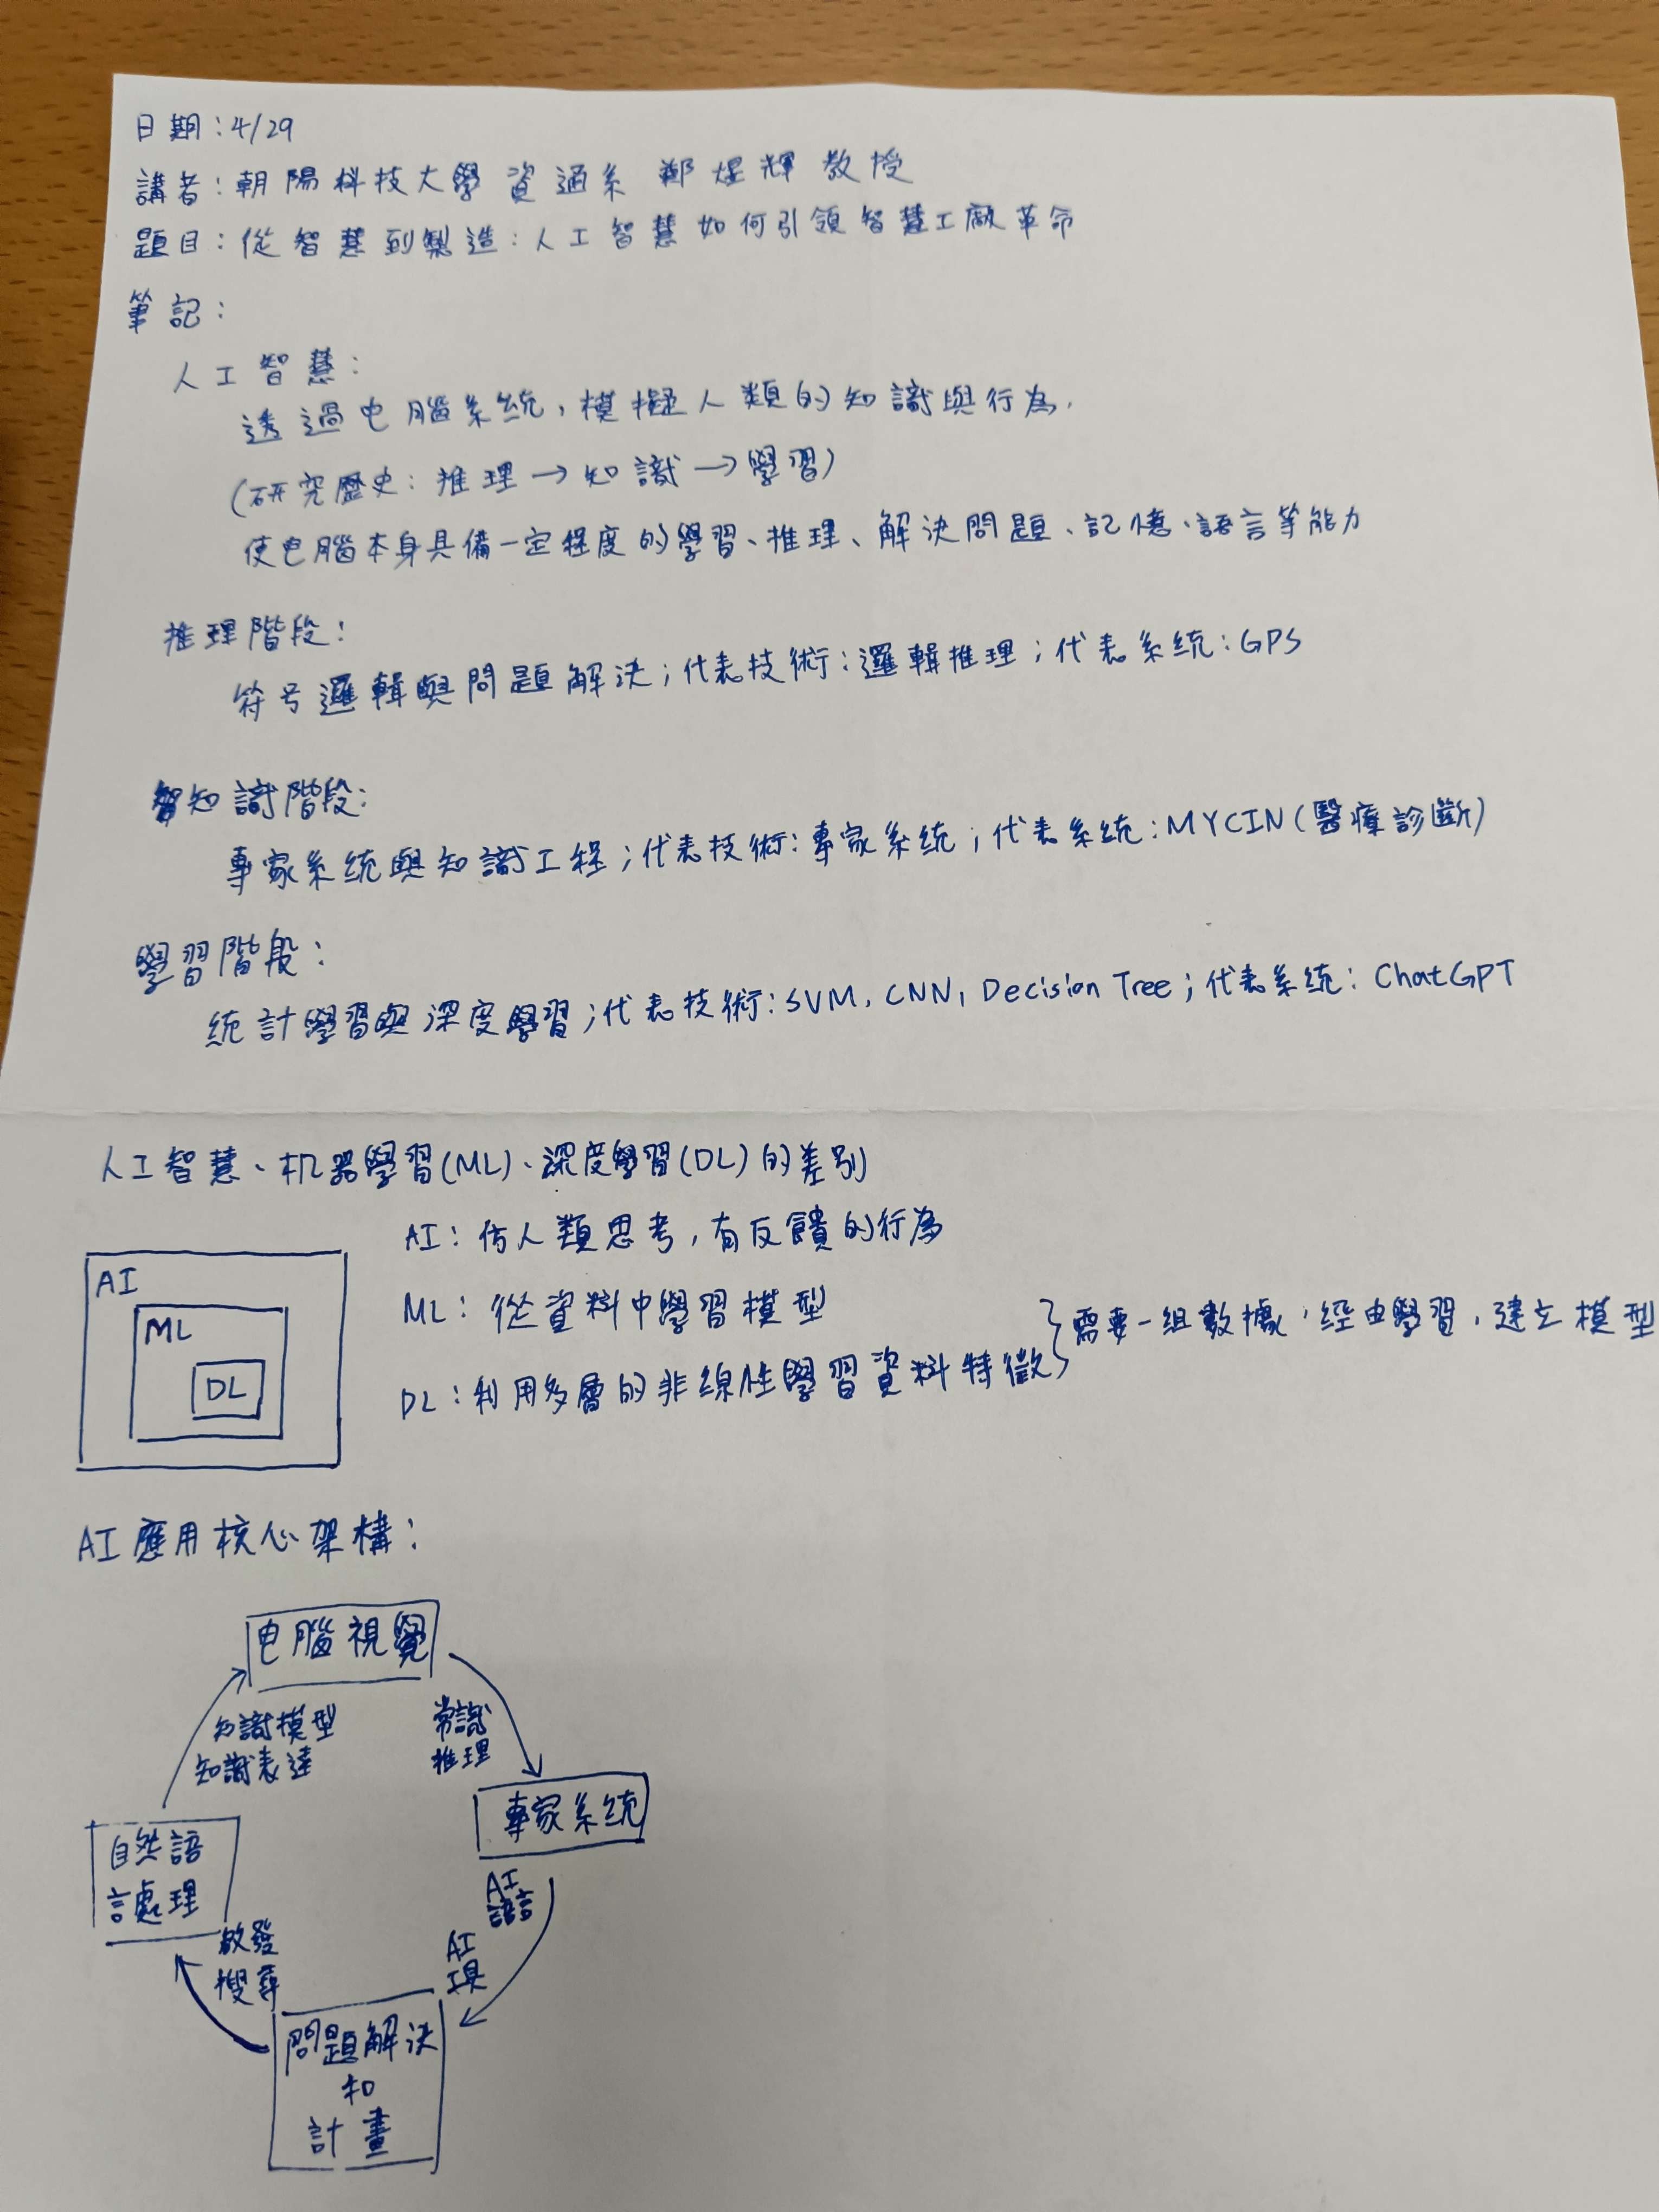 日期：4/29
講者：朝陽科技大學 資通系 鄭煜輝 教授
題目：從智慧到製造：人工智慧如何引領智慧工廠革命
筆記：
人工智慧：
透過电腦系統，模擬人類的知識與行為.
(研究歷史：推理→知識→學習)
使电腦本身具備一定程度的學習、推理、解決問題、記憶、語言等能力
推理階段：
符号邏輯與問題解決；代表技術：邏輯推理；代表系統：GPS
知識階段：
專家系統與知識工程；代表技術：專家系統；代表系統：MYCIN(醫療診斷)
學習階段：
統計學習與深度學習；代表技術：SVM, CNN, Decision Tree；代表系統：ChatGPT
人工智慧、机器學習(ML)、深度學習(DL)的差別
AI：仿人類思考，有反饋的行為
ML：從資料中學習模型
DL：利用多層的非線性學習資料特徵
需要一組數據，經由學習，建立模型
AI
ML
DL
AI應用核心架構：
电腦視覺
知識模型
知識表達
常識
推理
專家系統
自然語
言處理
AI
語言
AI
工具
啟發
搜尋
問題解決
和
計畫